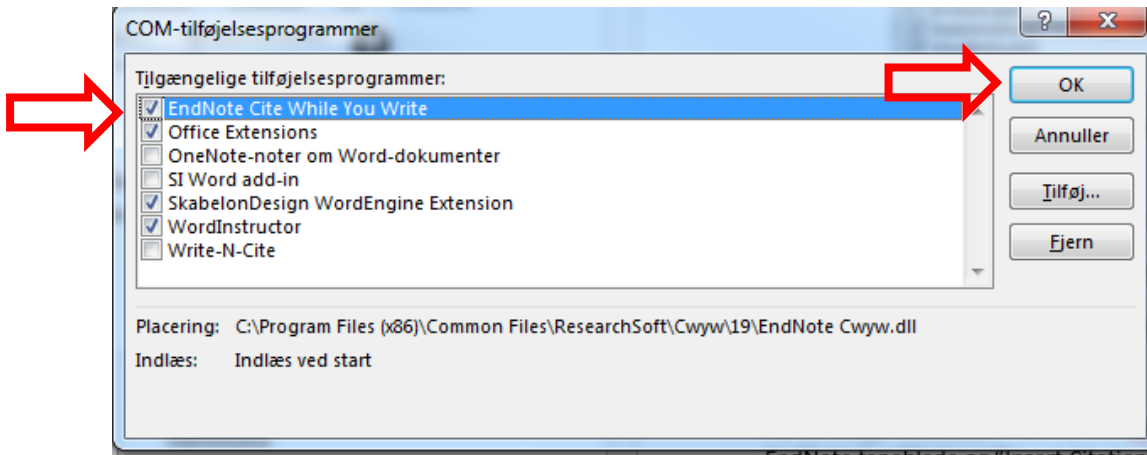 COM-tilføjelsesprogrammer
Tilgængelige tilføjelsesprogrammer:
EndNote Cite While You Write
Office Extensions
OneNote-noter om Word-dokumenter
SI Word add-in
SkabelonDesign WordEngine Extension
WordInstructor
Write-N-Cite
OK
Annuller
Tilføj...
Fjern
Placering: C:\Program Files (x86)\Common Files\ResearchSoft\Cwyw\19\EndNote Cwyw.dll
Indlæs: Indlæs ved start